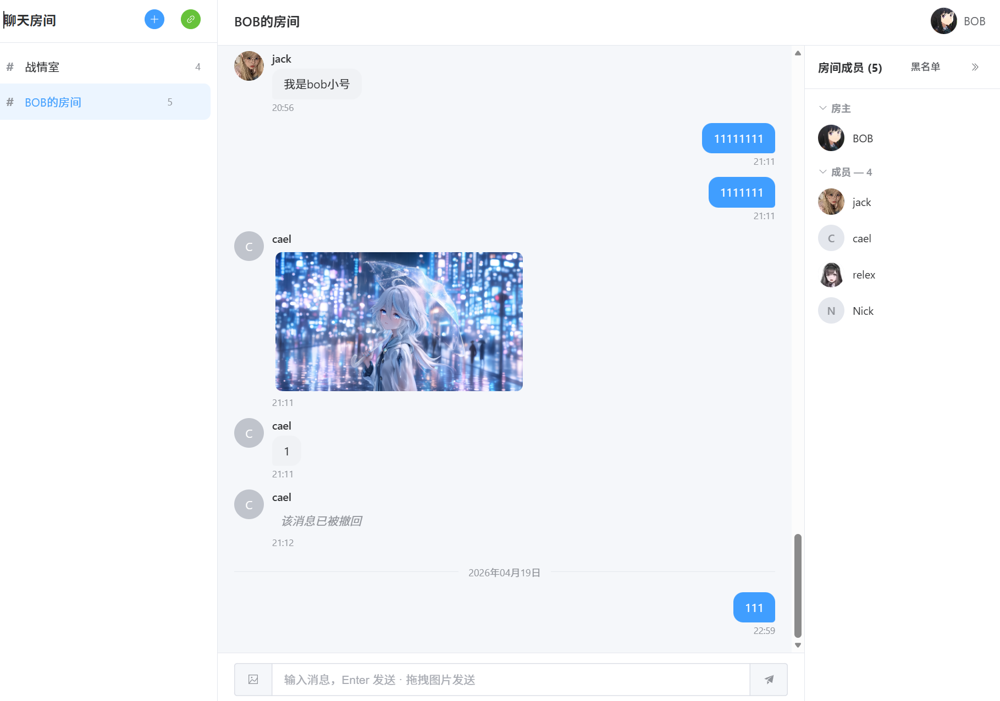 聊天房间
# 战情室 4
# BOB的房间 5
BOB的房间
BOB
jack
我是bob小号
20:56
11111111
21:11
1111111
21:11
C
cael
21:11
C
cael
1
21:11
C
cael
该消息已被撤回
21:12
2026年04月19日
111
22:59
输入消息，Enter 发送 · 拖拽图片发送
房间成员 (5) 黑名单
房主
BOB
成员 — 4
jack
C cael
relex
N Nick